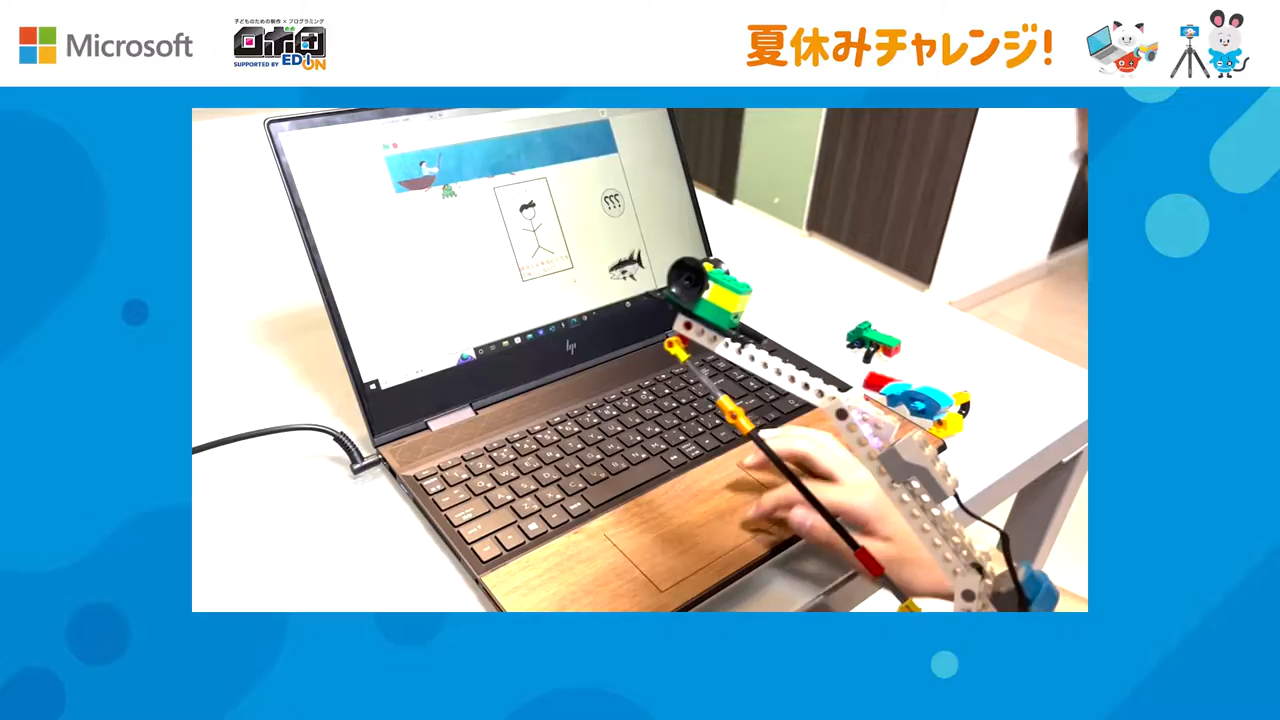 Microsoft
子どものための制作×プログラミング
ロボ団
SUPPORTED BY EDION
夏休みチャレンジ!
???
hp